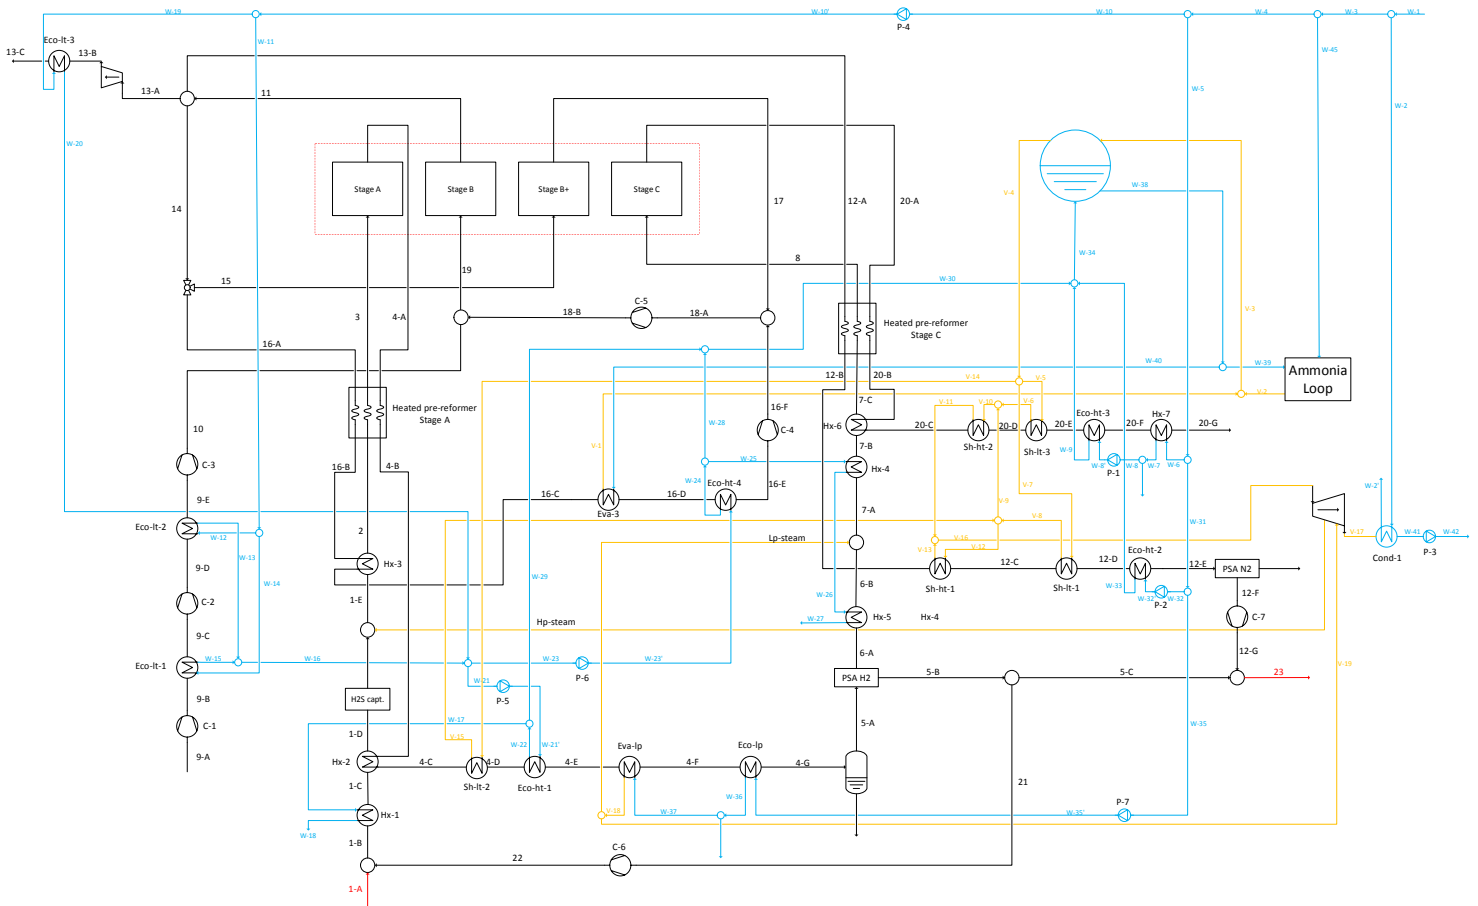 W-19
W-10'
P-4
W-10
W-4
W-3
W-1
Eco-lt-3
13-C
13-B
W-11
W-45
13-A
11
W-2
W-5
W-20
Stage A
Stage B
Stage B+
Stage C
14
17
12-A
20-A
V-4
W-38
19
8
W-34
15
W-30
V-3
3
4-A
18-B
C-5
18-A
Heated pre-reformer
Stage C
16-A
12-B
20-B
W-40
W-39
V-14
V-5
V-2
Ammonia
Loop
Heated pre-reformer
Stage A
7-C
V-11
V-10
V-6
16-F
Eco-ht-3
Hx-7
10
C-4
Hx-6
20-C
20-D
20-E
20-F
20-G
V-1
W-28
7-B
Sh-ht-2
Sh-lt-3
W-9
C-3
16-B
4-B
W-25
Hx-4
W-8'
W-8
W-7
W-6
P-1
W-24
Eco-ht-4
16-E
V-7
W-2'
9-E
16-C
16-D
V-9
Eva-3
7-A
V-8
Eco-lt-2
2
W-31
W-12
W-13
Lp-steam
V-16
V-17
W-41
W-42
V-13
V-12
Cond-1
P-3
9-D
Hx-3
12-C
Eco-ht-2
12-D
12-E
PSA N2
W-14
W-29
Sh-ht-1
Sh-lt-1
W-33
W-32
W-32
C-2
1-E
6-B
W-26
P-2
12-F
Hp-steam
W-27
Hx-5
Hx-4
C-7
9-C
Eco-lt-1
W-15
W-16
W-23
W-23'
6-A
12-G
V-19
P-6
PSA H2
5-B
5-C
23
W-21
9-B
H2S capt.
P-5
C-1
W-17
5-A
W-35
1-D
V-15
W-22
W-21'
Eva-lp
Eco-lp
9-A
Hx-2
4-C
4-D
4-E
4-F
4-G
1-C
Sh-lt-2
Eco-ht-1
21
W-36
P-7
V-18
W-37
W-35'
Hx-1
W-18
1-B
C-6
22
1-A